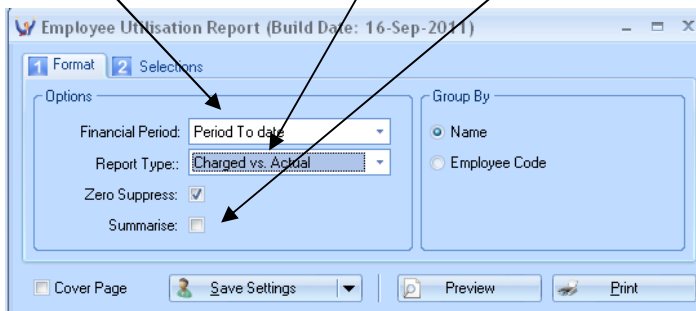 Employee Utilisation Report (Build Date: 16-Sep-2011)
1 Format 2 Selections
Options
Financial Period: Period To date
Report Type:: Charged vs. Actual
Zero Suppress:
Summarise:
Group By
Name
Employee Code
Cover Page Save Settings Preview Print